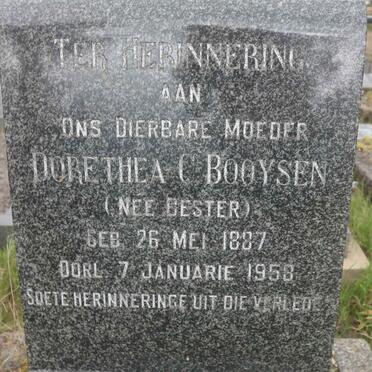 TER HERINNERING
AAN
ONS DIERBARE MOEDER
DORETHEA C. BOOYSEN
(NEE OESTER)
GEB. 26 MEI 1887
OORL. 7 JANUARIE 1958
SOETE HERINNERINGE UIT DIE VERLEDE